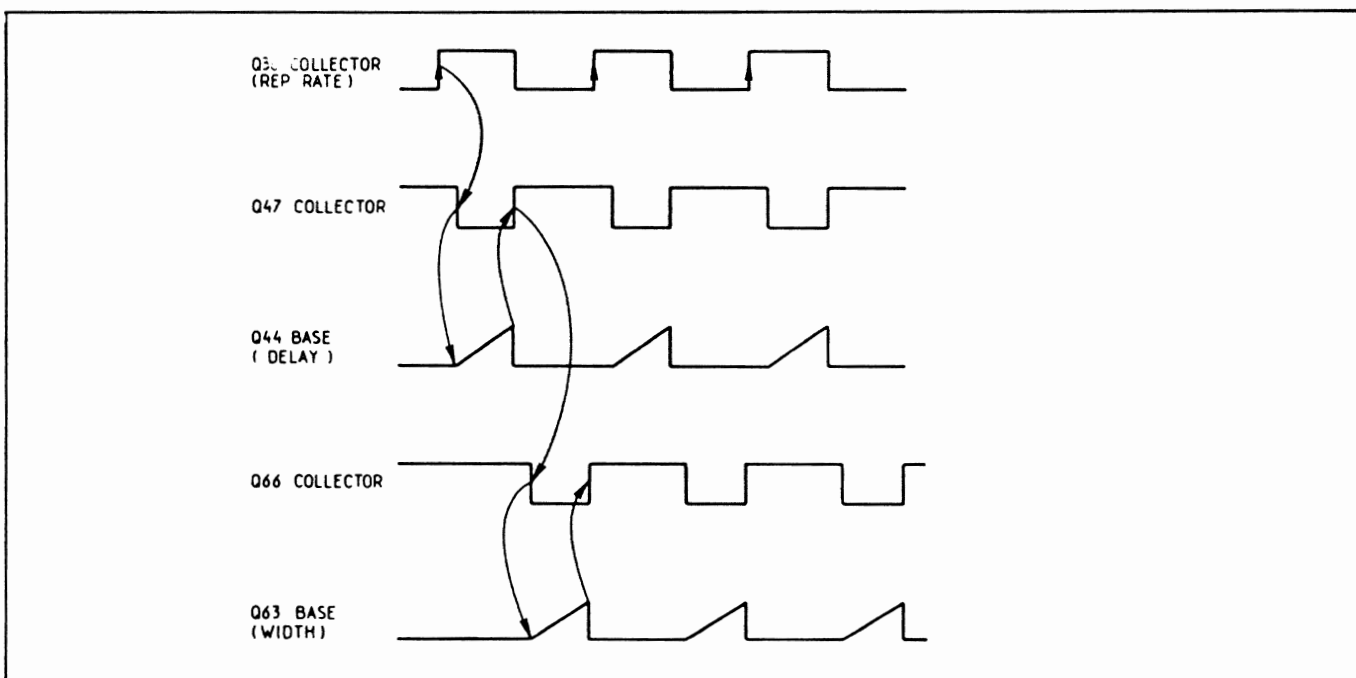 COLLECTOR
(REP RATE)
Q47 COLLECTOR
Q44 BASE
( DELAY )
Q66 COLLECTOR
Q63 BASE
(WIDTH)